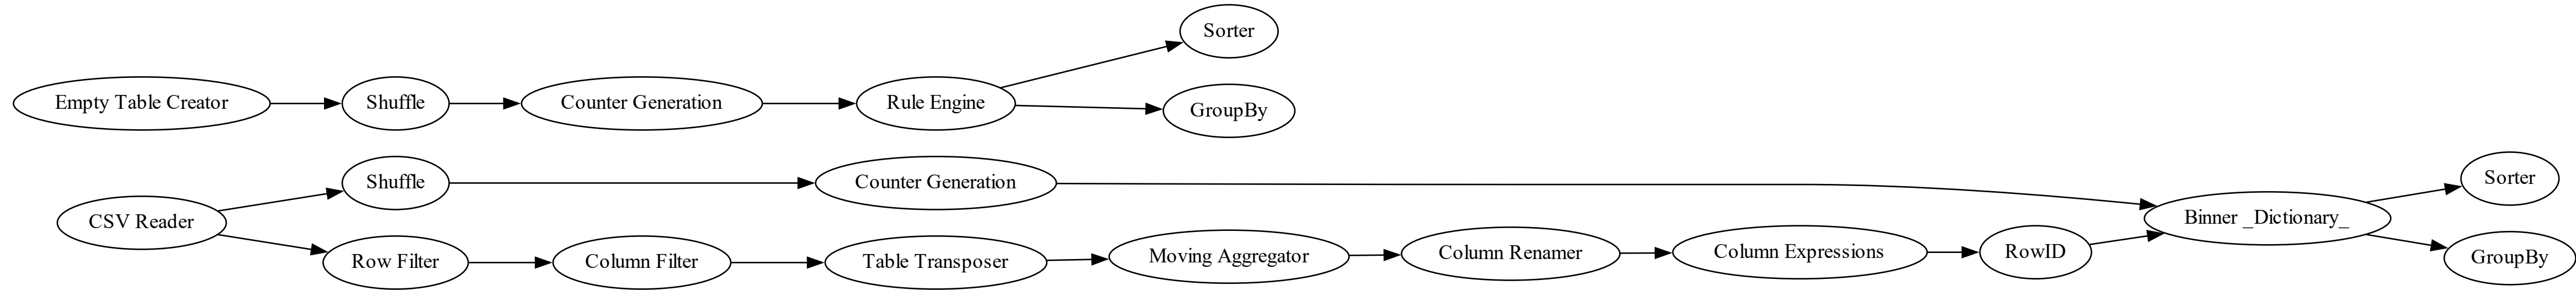 Empty Table Creator
Shuffle
Counter Generation
Rule Engine
Sorter
GroupBy
CSV Reader
Shuffle
Counter Generation
Row Filter
Column Filter
Table Transposer
Moving Aggregator
Column Renamer
Column Expressions
RowID
Binner _Dictionary_
Sorter
GroupBy